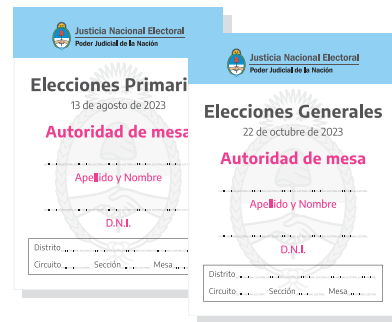 Justicia Nacional Electoral
Poder Judicial de la Nación
Elecciones Primari
13 de agosto de 2023
Autoridad de mesa
Apellido y Nombre
D.N.I.
Distrito
Circuito Sección Mesa
Justicia Nacional Electoral
Poder Judicial de la Nación
Elecciones Generales
22 de octubre de 2023
Autoridad de mesa
Apellido y Nombre
D.N.I.
Distrito
Circuito Sección Mesa